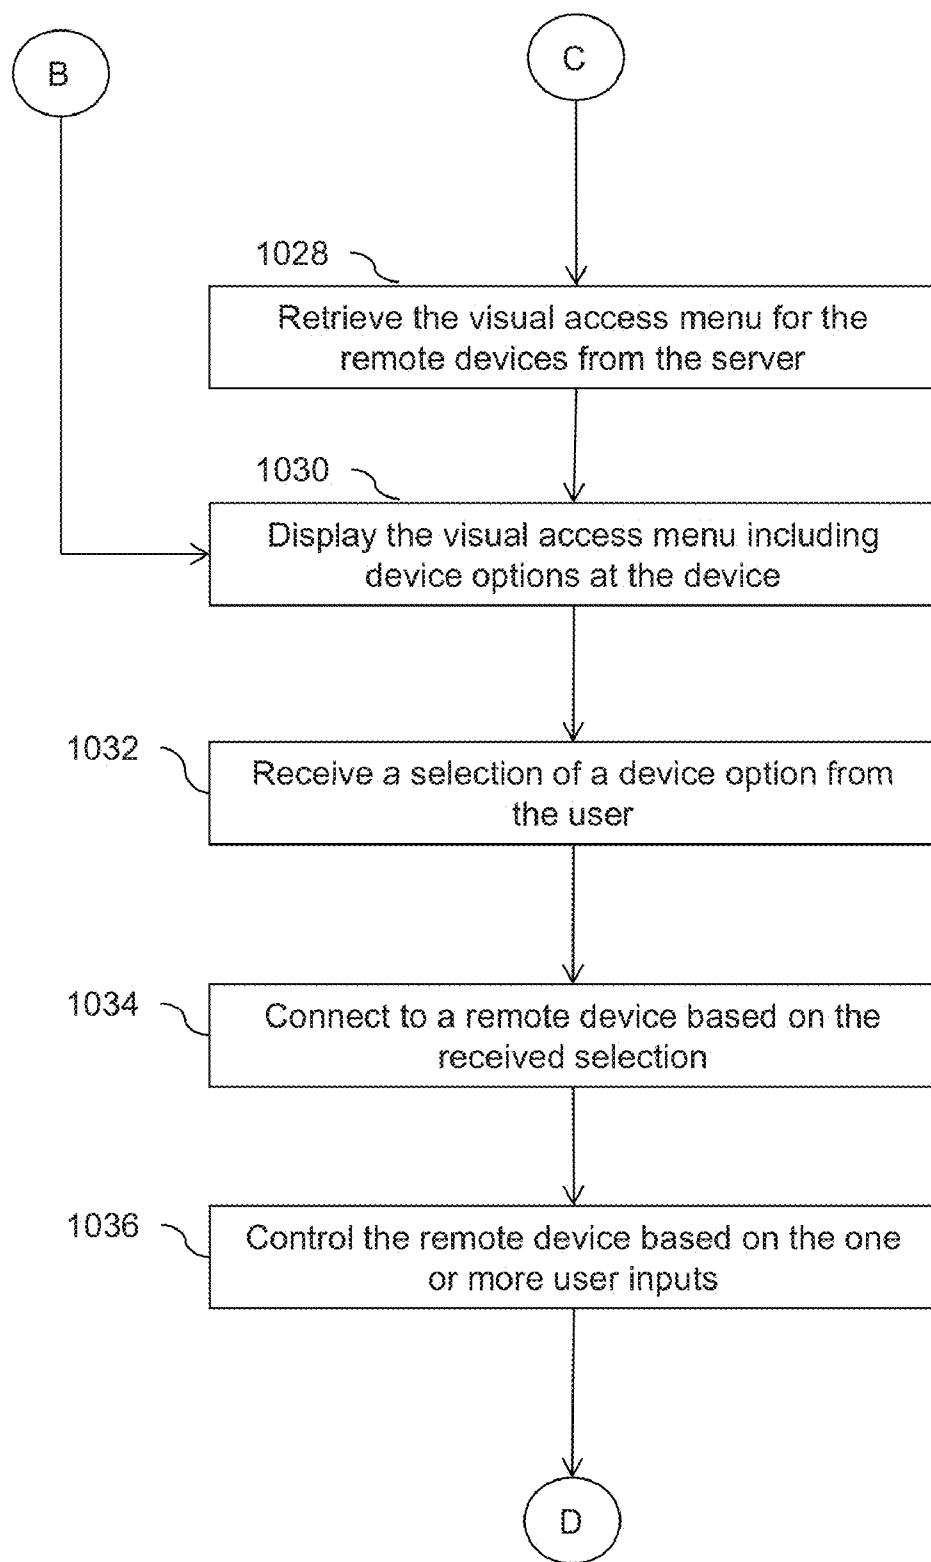 B
C
1028
Retrieve the visual access menu for the
remote devices from the server
1030
Display the visual access menu including
device options at the device
1032
Receive a selection of a device option from
the user
1034
Connect to a remote device based on the
received selection
1036
Control the remote device based on the one
or more user inputs
D